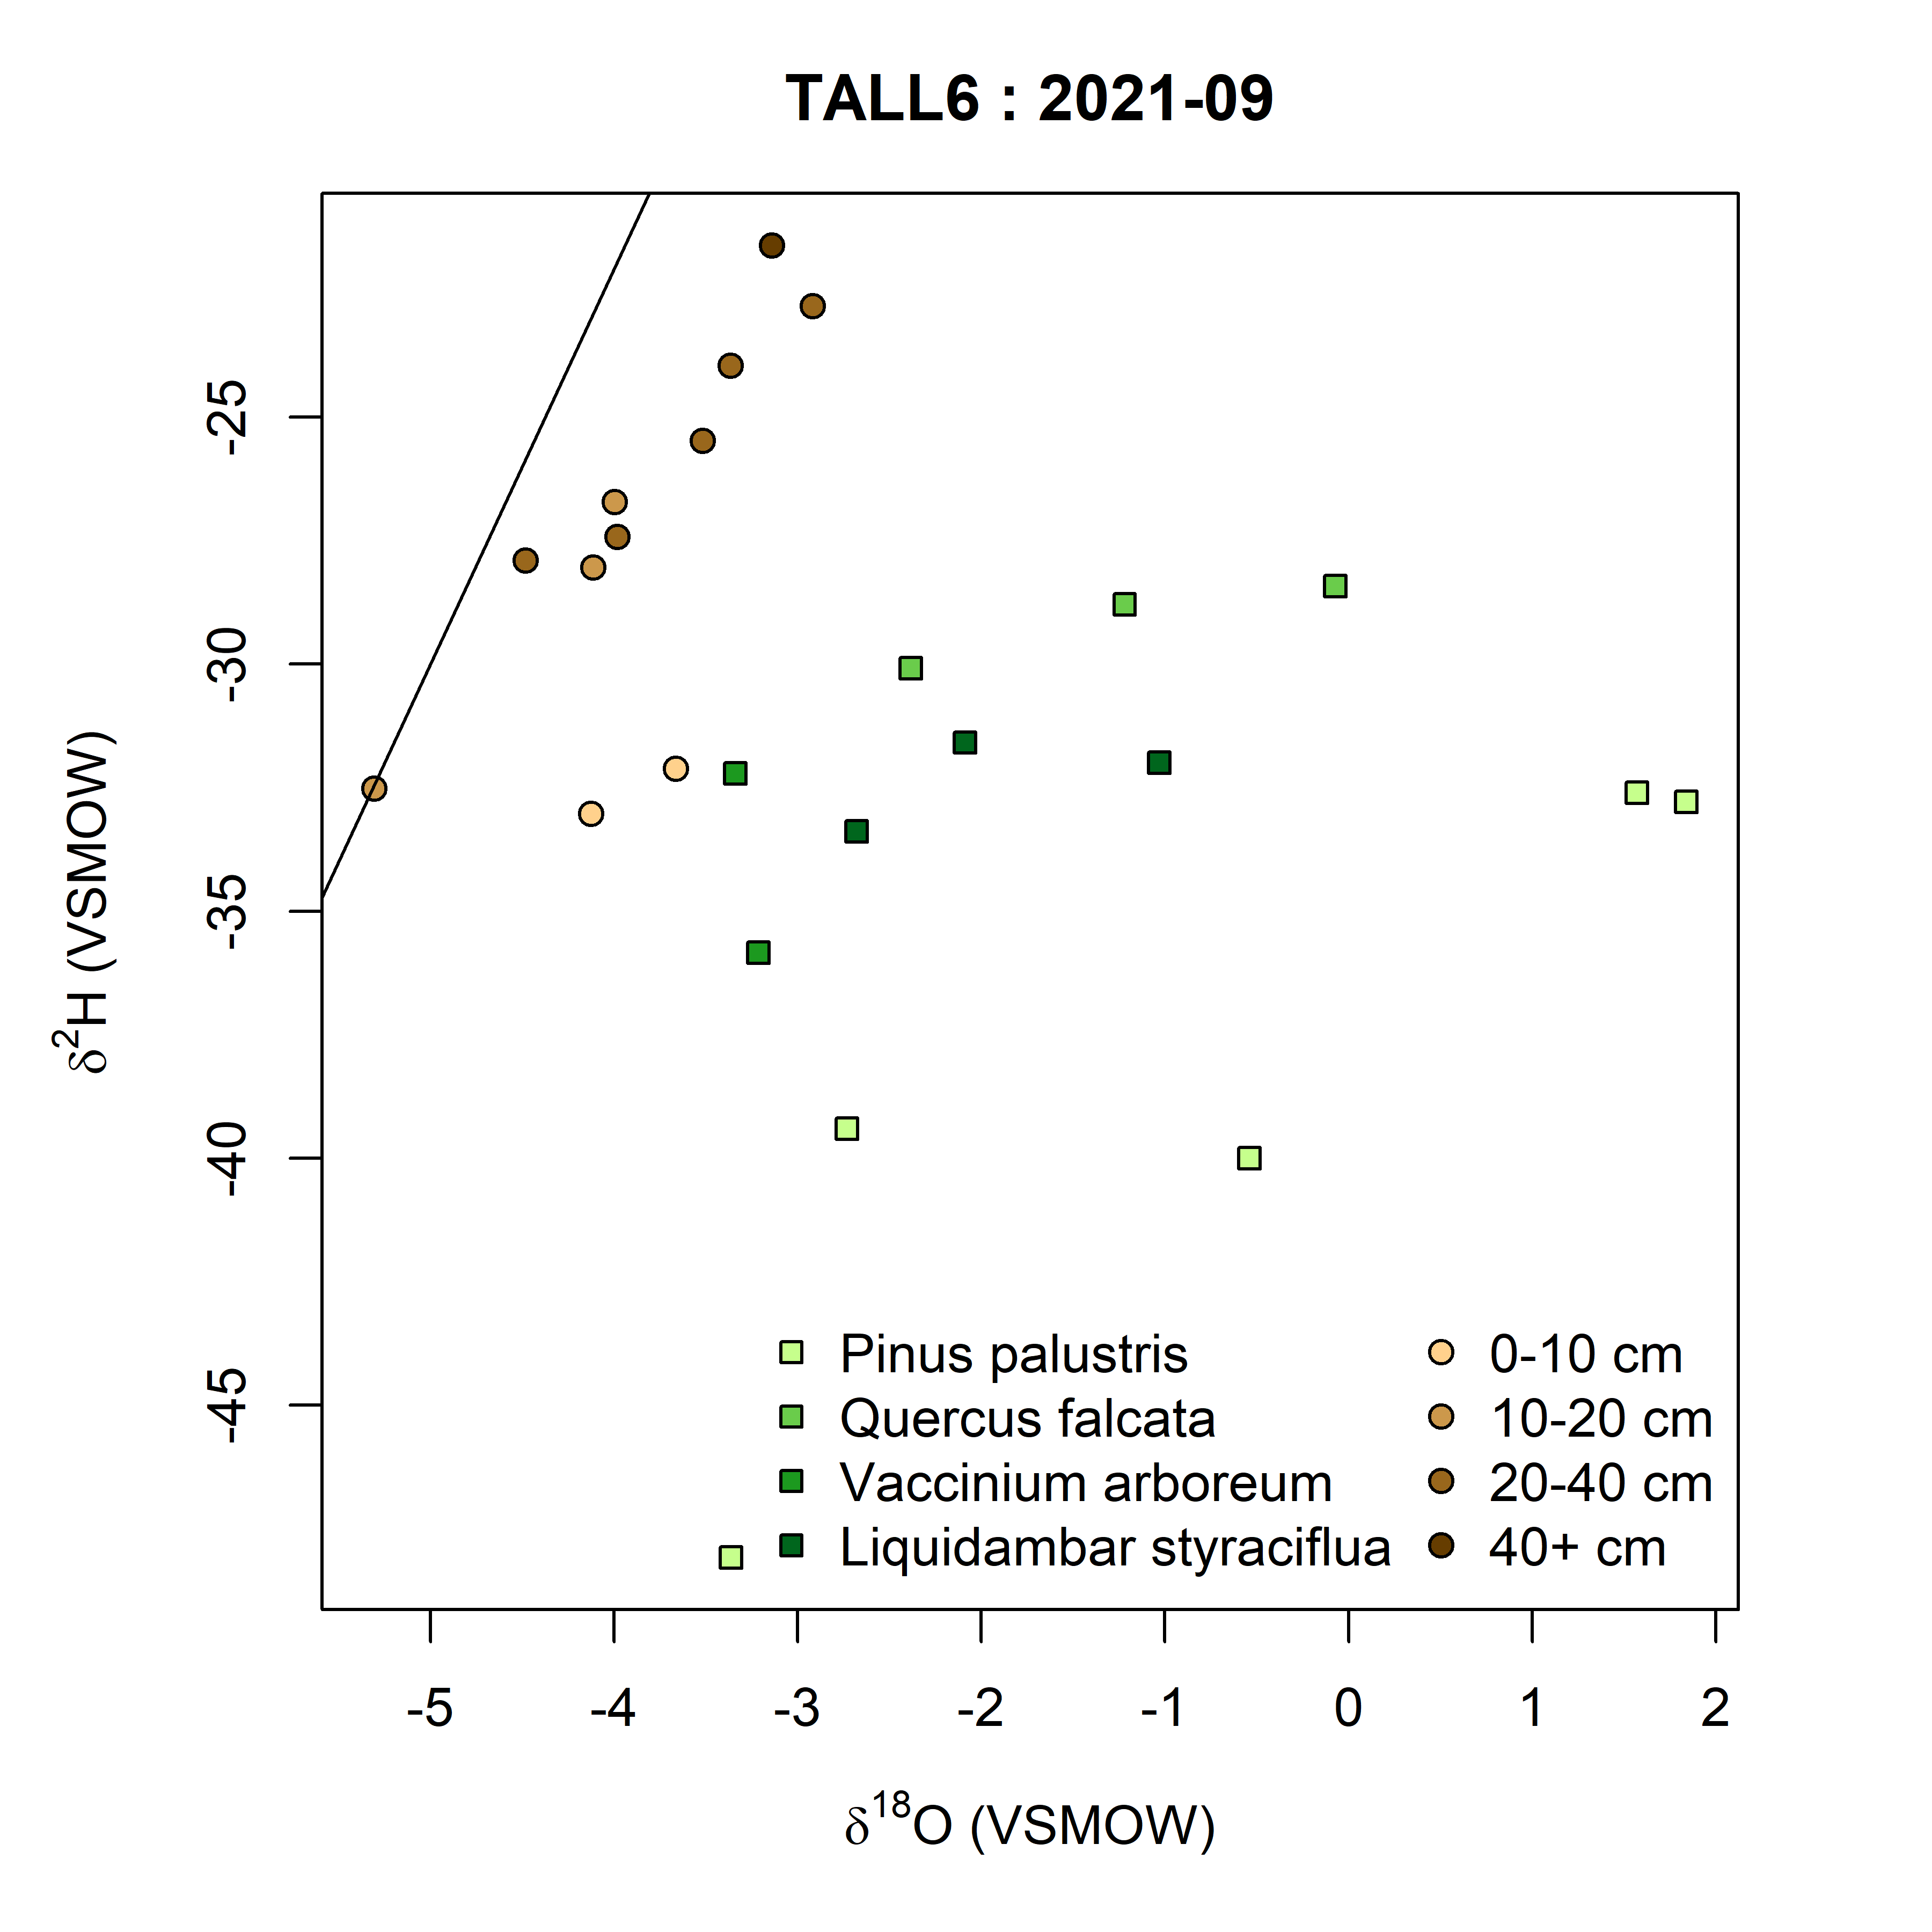 TALL6 : 2021-09
δ²H (VSMOW)
-25
-30
-35
-40
-45
Pinus palustris
Quercus falcata
Vaccinium arboreum
Liquidambar styraciflua
0-10 cm
10-20 cm
20-40 cm
40+ cm
-5 -4 -3 -2 -1 0 1 2
δ¹⁸O (VSMOW)